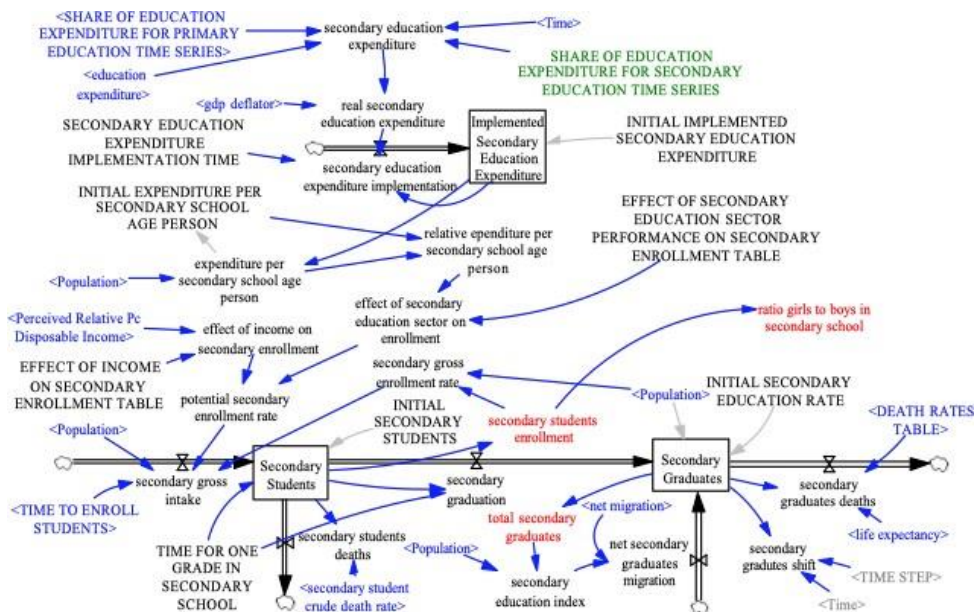 <SHARE OF EDUCATION
EXPENDITURE FOR PRIMARY
EDUCATION TIME SERIES>
secondary education
expenditure
<Time>
<education
expenditure>
SHARE OF EDUCATION
EXPENDITURE FOR SECONDARY
EDUCATION TIME SERIES
<gdp deflator>
real secondary
education expenditure
SECONDARY EDUCATION
EXPENDITURE
IMPLEMENTATION TIME
Implemented
Secondary
Education
Expenditure
INITIAL IMPLEMENTED
SECONDARY EDUCATION
EXPENDITURE
secondary education
expenditure implementation
INITIAL EXPENDITURE PER
SECONDARY SCHOOL
AGE PERSON
EFFECT OF SECONDARY
EDUCATION SECTOR
PERFORMANCE ON SECONDARY
ENROLLMENT TABLE
relative ependiture per
secondary school age
person
expenditure per
secondary school age
person
<Population>
<Perceived Relative Pc
Disposable Income>
effect of income on
secondary enrollment
effect of secondary
education sector on
enrollment
ratio girls to boys in
secondary school
EFFECT OF INCOME
ON SECONDARY
ENROLLMENT TABLE
secondary gross
enrollment rate
potential secondary
enrollment rate
<Population>
INITIAL SECONDARY
EDUCATION RATE
INITIAL
SECONDARY
STUDENTS
secondary students
enrollment
<DEATH RATES
TABLE>
<Population>
Secondary
Students
Secondary
Graduates
secondary gross
intake
secondary
graduation
secondary
graduates deaths
<TIME TO ENROLL
STUDENTS>
total secondary
graduates
<net migration>
<life expectancy>
TIME FOR ONE
GRADE IN
SECONDARY
SCHOOL
secondary students
deaths
<Population>
net secondary
graduates
migration
secondary
gradutes shift
<TIME STEP>
<secondary student
crude death rate>
secondary
education index
<Time>